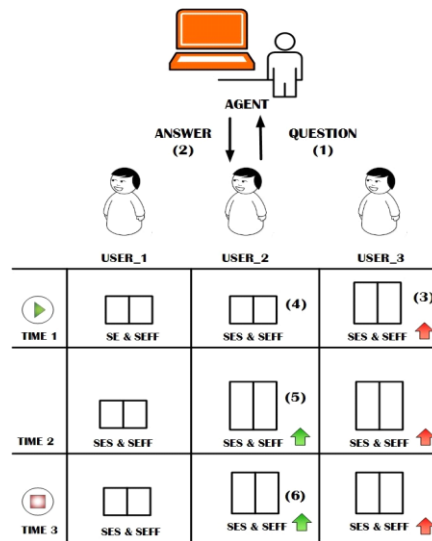 AGENT
ANSWER QUESTION
(2) (1)
USER_1 USER_2 USER_3
(4) (3)
TIME 1 SE & SEFF SES & SEFF SES & SEFF
(5)
TIME 2 SES & SEFF SES & SEFF SES & SEFF
(6)
TIME 3 SES & SEFF SES & SEFF SES & SEFF